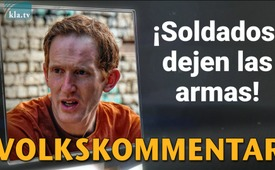 kla.tv
¡Soldados
dejen las
armas!
VOLKSKOMMENTAR